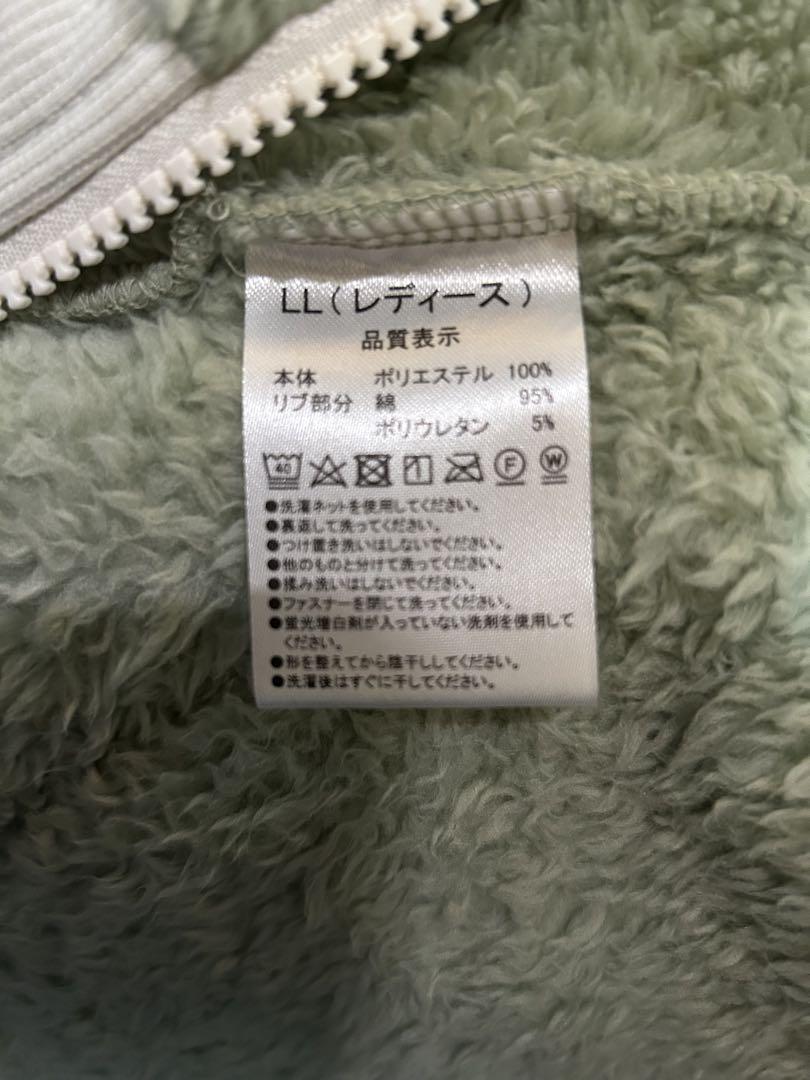 LL(レディース)
品質表示
本体 ポリエステル 100%
リブ部分 綿 95%
ポリウレタン 5%
40 F W
●洗濯ネットを使用してください。
●裏返して洗ってください。
●つけ置き洗いはしないでください。
●他のものと分けて洗ってください。
●揉み洗いはしないでください。
●ファスナーを閉じて洗ってください。
●蛍光増白剤が入っていない洗剤を使用して
ください。
●形を整えてから陰干ししてください。
●洗濯後はすぐに干してください。